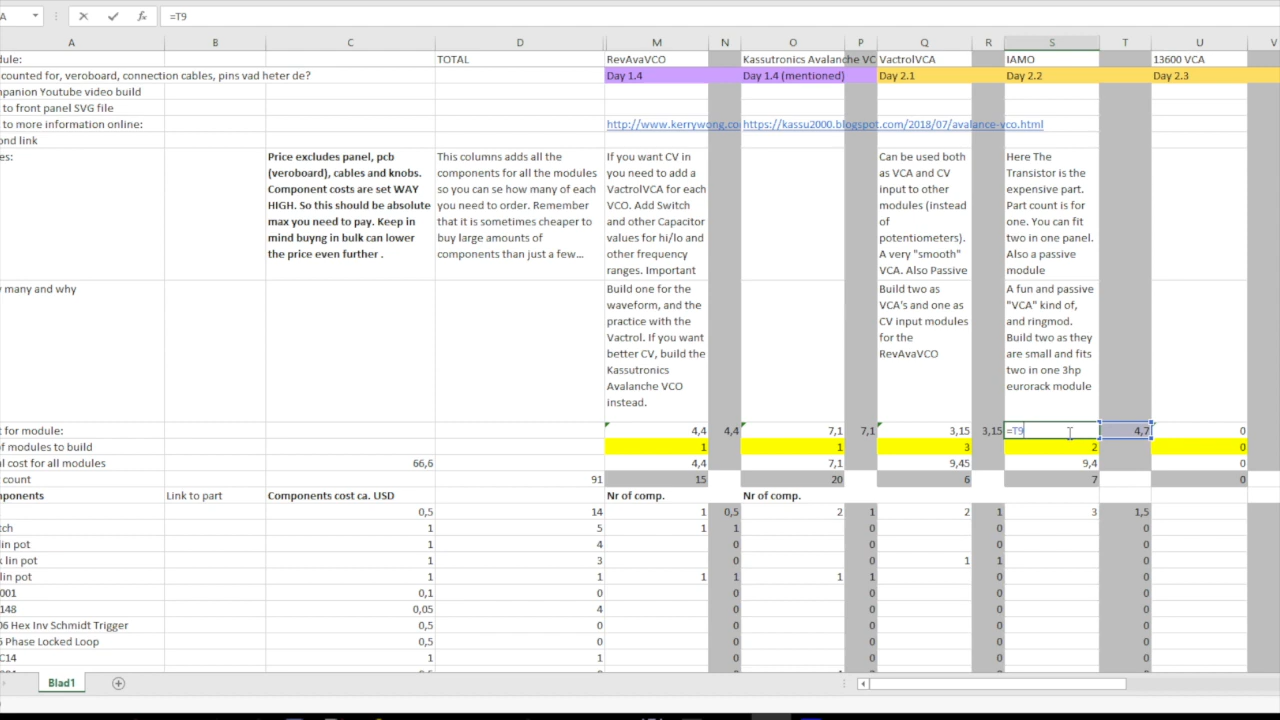 A =T9
A B C D M N O P Q R S T U V
dule: TOTAL RevAvaVCO Kassutronics Avalanche VC VactrolVCA IAMO 13600 VCA
counted for, veroboard, connection cables, pins vad heter de? Day 1.4 Day 1.4 (mentioned) Day 2.1 Day 2.2 Day 2.3
npanion Youtube video build
to front panel SVG file
to more information online: http://www.kerrywong.co https://kassu2000.blogspot.com/2018/07/avalance-vco.html
ond link
es:
Price excludes panel, pcb
(veroboard), cables and knobs.
Component costs are set WAY
HIGH. So this should be absolute
max you need to pay. Keep in
mind buyng in bulk can lower
the price even further .
This columns adds all the
components for all the modules
so you can se how many of each
you need to order. Remember
that it is sometimes cheaper to
buy large amounts of
components than just a few…
If you want CV in
you need to add a
VactrolVCA for each
VCO. Add Switch
and other Capacitor
values for hi/lo and
other frequency
ranges. Important
Can be used both
as VCA and CV
input to other
modules (instead
of
potentiometers).
A very "smooth"
VCA. Also Passive
Here The
Transistor is the
expensive part.
Part count is for
one. You can fit
two in one panel.
Also a passive
module
w many and why
Build one for the
waveform, and the
practice with the
Vactrol. If you want
better CV, build the
Kassutronics
Avalanche VCO
instead.
Build two as
VCA's and one as
CV input modules
for the
RevAvaVCO
A fun and passive
"VCA" kind of,
and ringmod.
Build two as they
are small and fits
two in one 3hp
eurorack module
t for module: 4,4 4,4 7,1 7,1 3,15 3,15 =T9 4,7 0
of modules to build 1 1 3 2 0
al cost for all modules 66,6 4,4 7,1 9,45 9,4 0
count 91 15 20 6 7 0
ponents Link to part Components cost ca. USD Nr of comp. Nr of comp.
0,5 14 1 0,5 2 1 2 1 3 1,5
tch 1 5 1 1 0 0 0
lin pot 1 4 0 0 0 0
k lin pot 1 3 0 0 1 1 0
lin pot 1 1 1 1 1 1 0 0
001 0,1 0 0 0 0 0
148 0,05 4 0 0 0 0
06 Hex Inv Schmidt Trigger 0,5 0 0 0 0 0
6 Phase Locked Loop 0,5 0 0 0 0 0
C14 1 1 0 0 0 0
Blad1